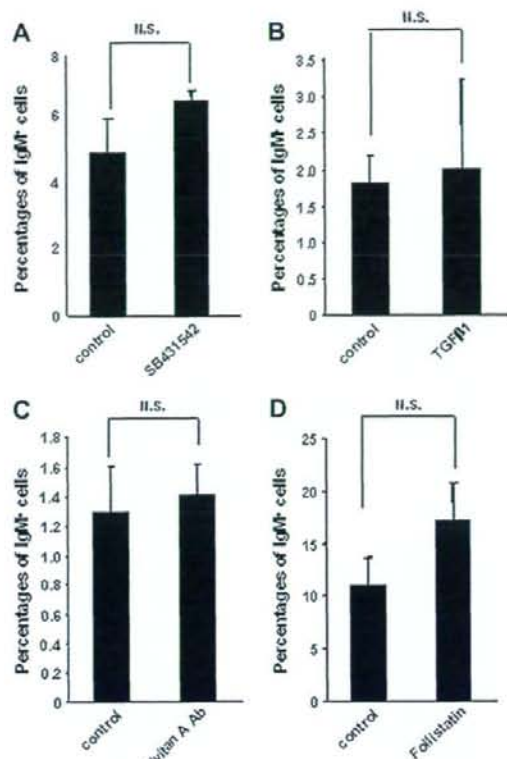 A
N.S.
Percentages of IgM+ cells
8
6
4
2
0
control
SB431542
B
N.S.
Percentages of IgM+ cells
3.5
3.0
2.5
2.0
1.5
1.0
0.5
0
control
TGFβ1
C
N.S.
Percentages of IgM+ cells
1.8
1.6
1.4
1.2
1.0
0.8
0.6
0.4
0.2
0
control
A Ab
D
N.S.
Percentages of IgM+ cells
25
20
15
10
5
0
control
Follistatin